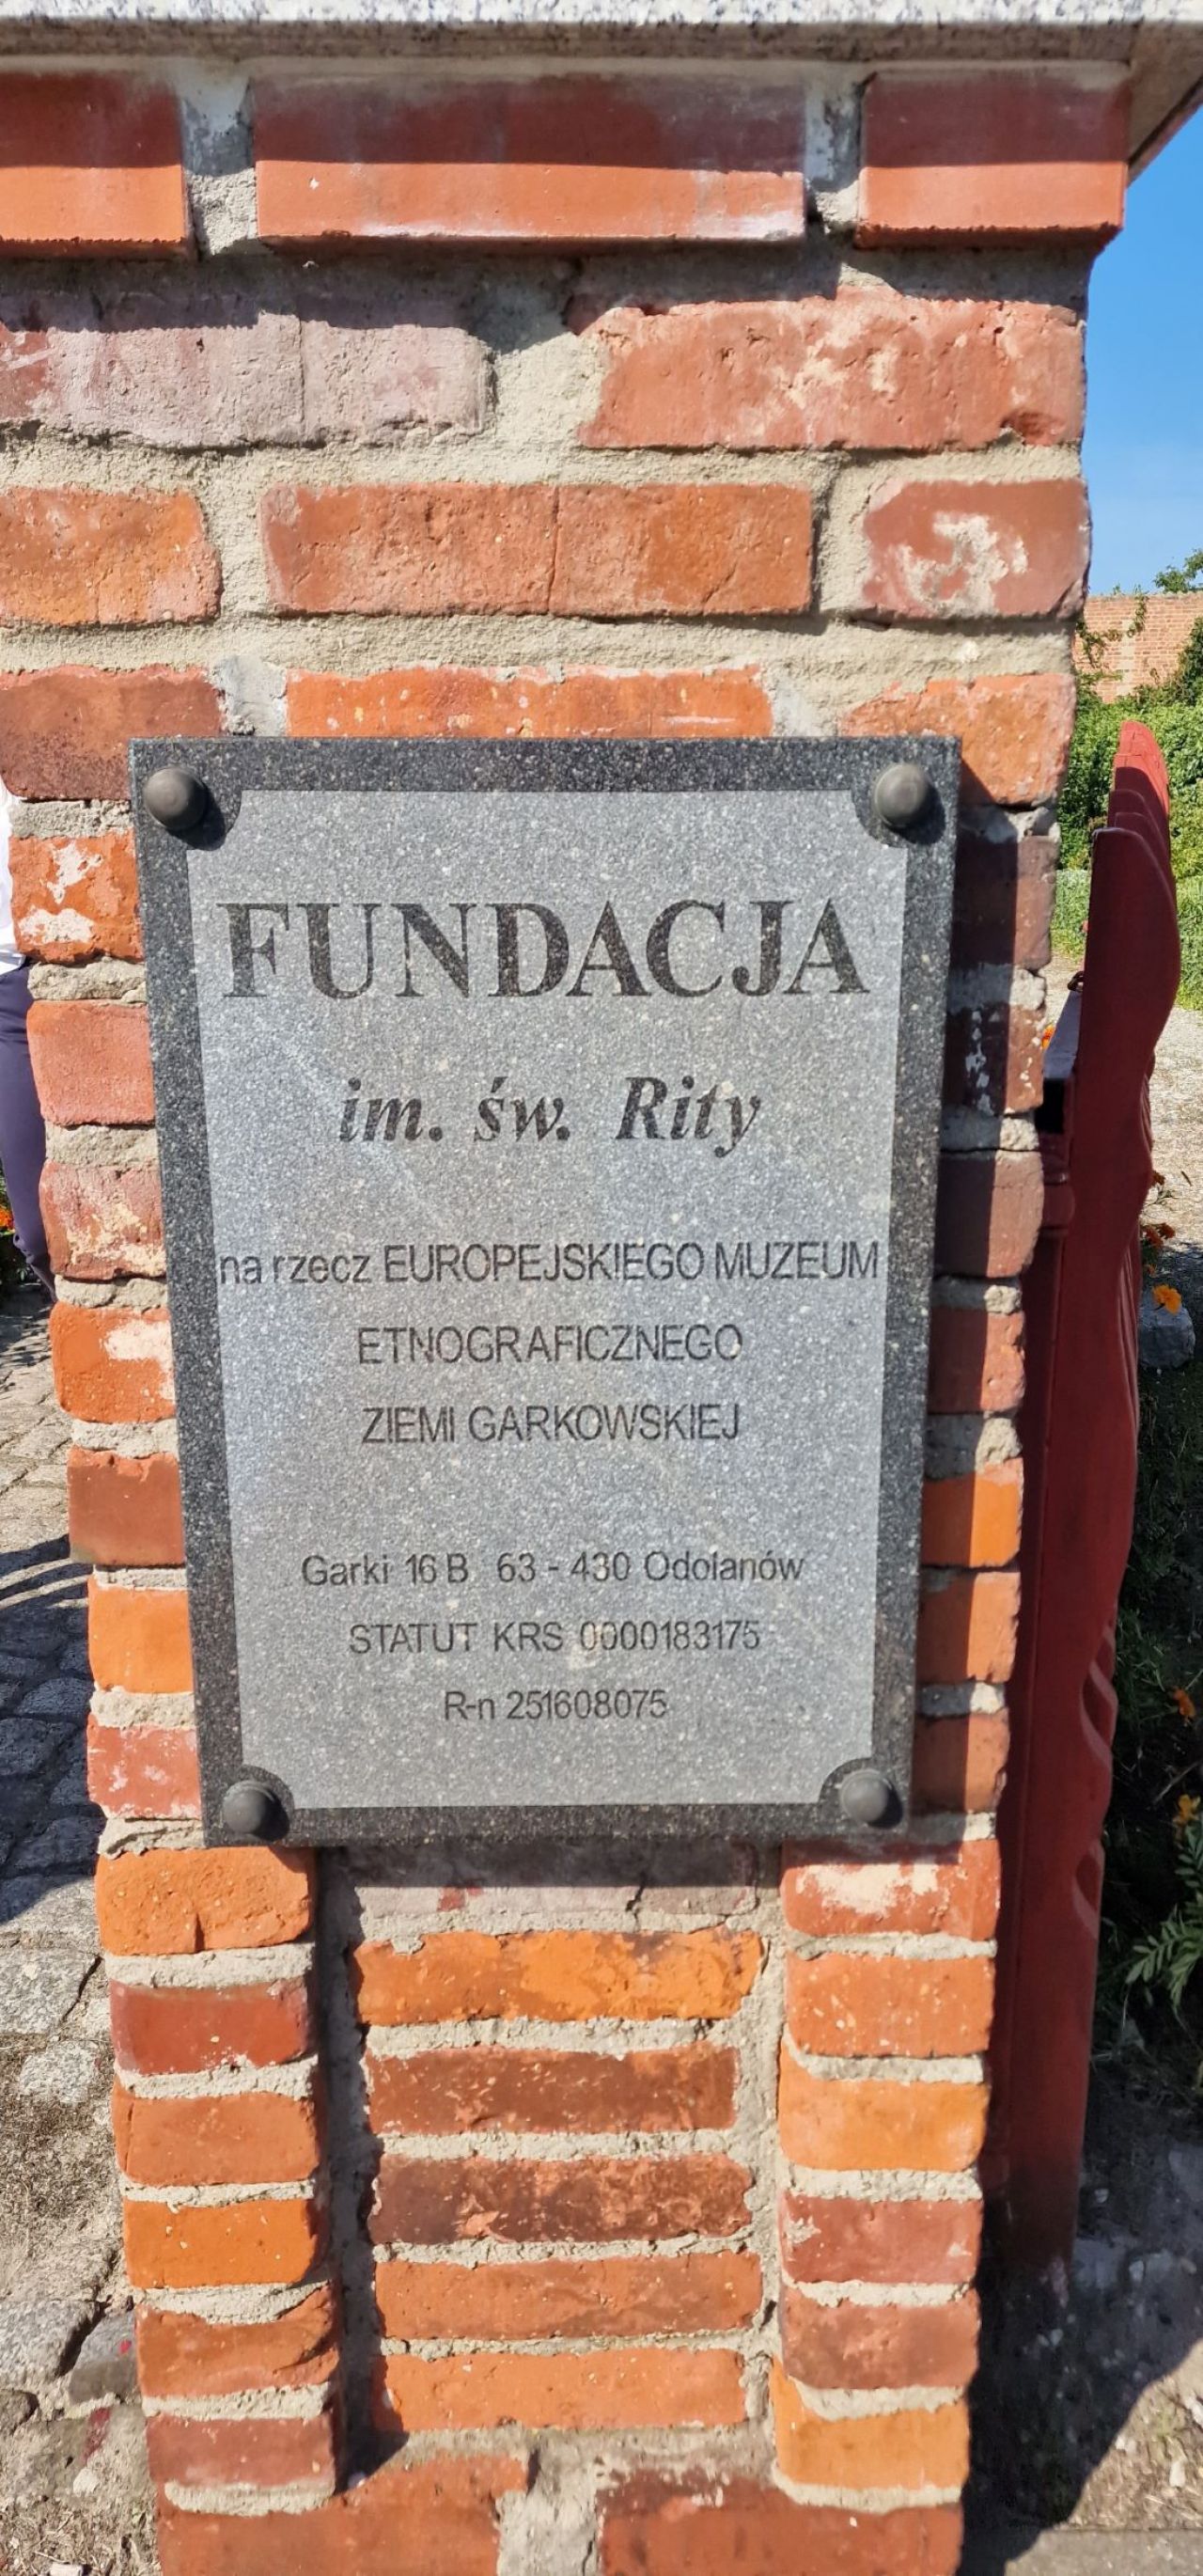 FUNDACJA
im. św. Rity
na rzecz EUROPEJSKIEGO MUZEUM
ETNOGRAFICZNEGO
ZIEMI GARKOWSKIEJ
Garki 16 B 63 - 430 Odolanów
STATUT KRS 0000183175
R-n 251608075